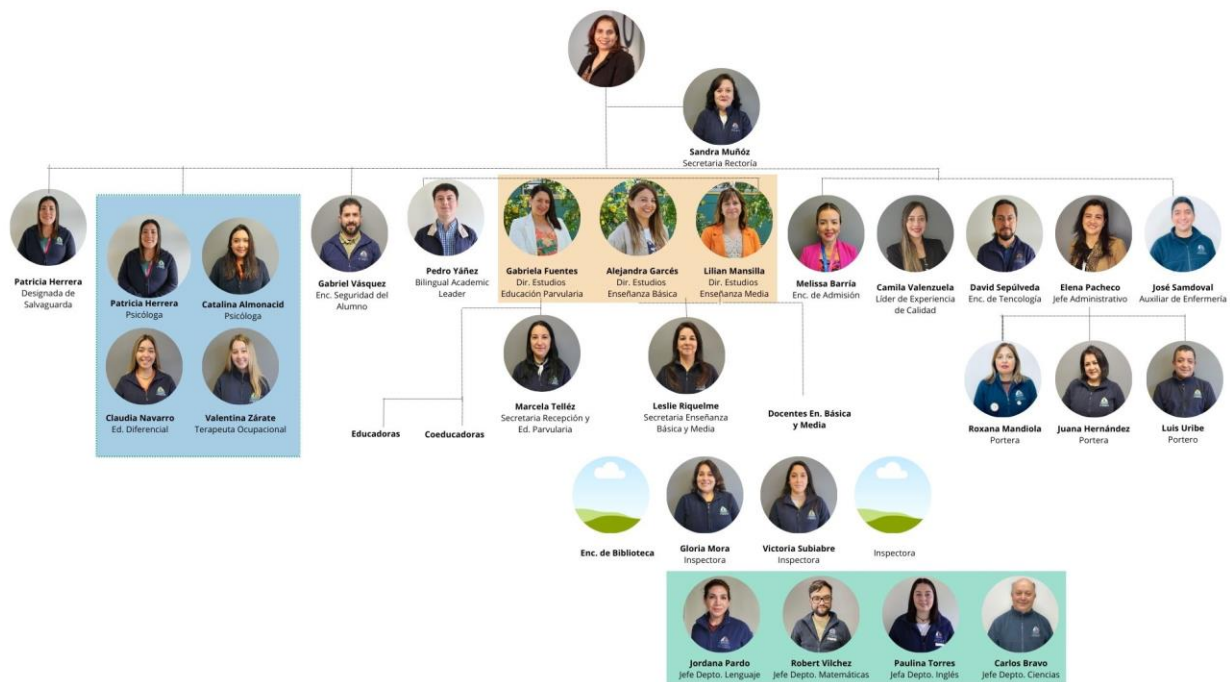 Sandra Muñóz
Secretaria Rectoría
Patricia Herrera
Designada de
Salvaguarda
Patricia Herrera
Psicóloga
Catalina Almonacid
Psicóloga
Claudia Navarro
Ed. Diferencial
Valentina Zárate
Terapeuta Ocupacional
Gabriel Vásquez
Enc. Seguridad del
Alumno
Pedro Yáñez
Bilingual Academic
Leader
Gabriela Fuentes
Dir. Estudios
Educación Parvularia
Alejandra Garcés
Dir. Estudios
Enseñanza Básica
Lilian Mansilla
Dir. Estudios
Enseñanza Media
Melissa Barría
Enc. de Admisión
Camila Valenzuela
Líder de Experiencia
de Calidad
David Sepúlveda
Enc. de Tencología
Elena Pacheco
Jefe Administrativo
José Samdoval
Auxiliar de Enfermería
Educadoras
Coeducadoras
Marcela Telléz
Secretaria Recepción y
Ed. Parvularia
Leslie Riquelme
Secretaria Enseñanza
Básica y Media
Docentes En. Básica
y Media
Roxana Mandiola
Portera
Juana Hernández
Portera
Luis Uribe
Portero
Enc. de Biblioteca
Gloria Mora
Inspectora
Victoria Subiabre
Inspectora
Inspectora
Jordana Pardo
Jefe Depto. Lenguaje
Robert Vilchez
Jefe Depto. Matemáticas
Paulina Torres
Jefa Depto. Inglés
Carlos Bravo
Jefe Depto. Ciencias